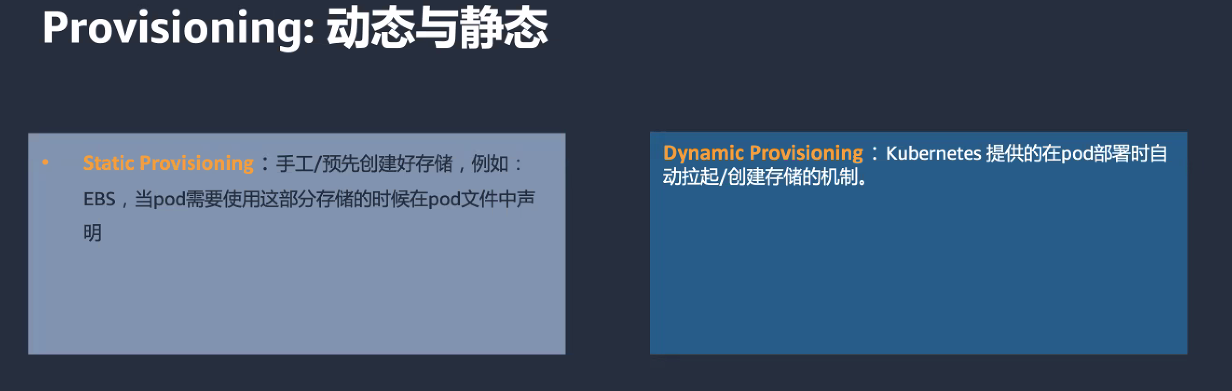 Provisioning: 动态与静态
• Static Provisioning：手工/预先创建好存储，例如：
EBS，当pod需要使用这部分存储的时候在pod文件中声
明
Dynamic Provisioning：Kubernetes 提供的在pod部署时自
动拉起/创建存储的机制。